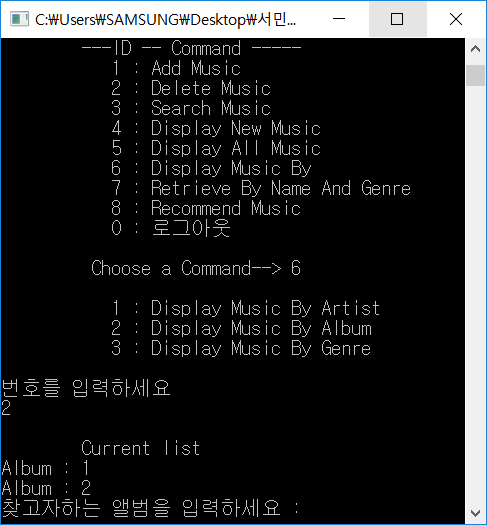 C:₩Users₩SAMSUNG₩Desktop₩서민...
---ID -- Command -----
1 : Add Music
2 : Delete Music
3 : Search Music
4 : Display New Music
5 : Display All Music
6 : Display Music By
7 : Retrieve By Name And Genre
8 : Recommend Music
0 : 로그아웃
Choose a Command--> 6
1 : Display Music By Artist
2 : Display Music By Album
3 : Display Music By Genre
번호를 입력하세요
2
Current list
Album : 1
Album : 2
찾고자하는 앨범을 입력하세요 :